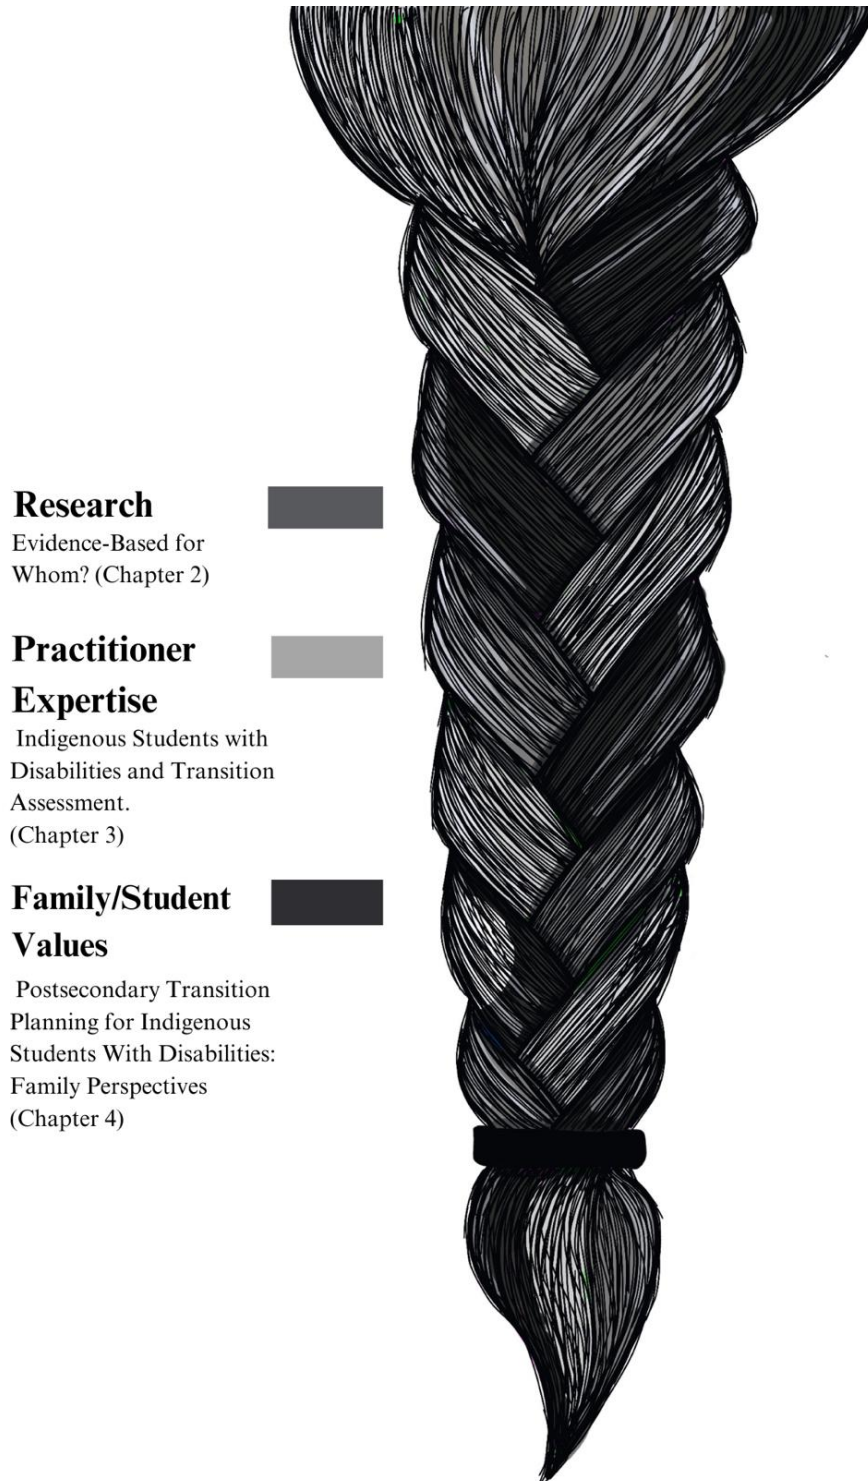 Research
Evidence-Based for
Whom? (Chapter 2)
Practitioner
Expertise
Indigenous Students with
Disabilities and Transition
Assessment.
(Chapter 3)
Family/Student
Values
Postsecondary Transition
Planning for Indigenous
Students With Disabilities:
Family Perspectives
(Chapter 4)